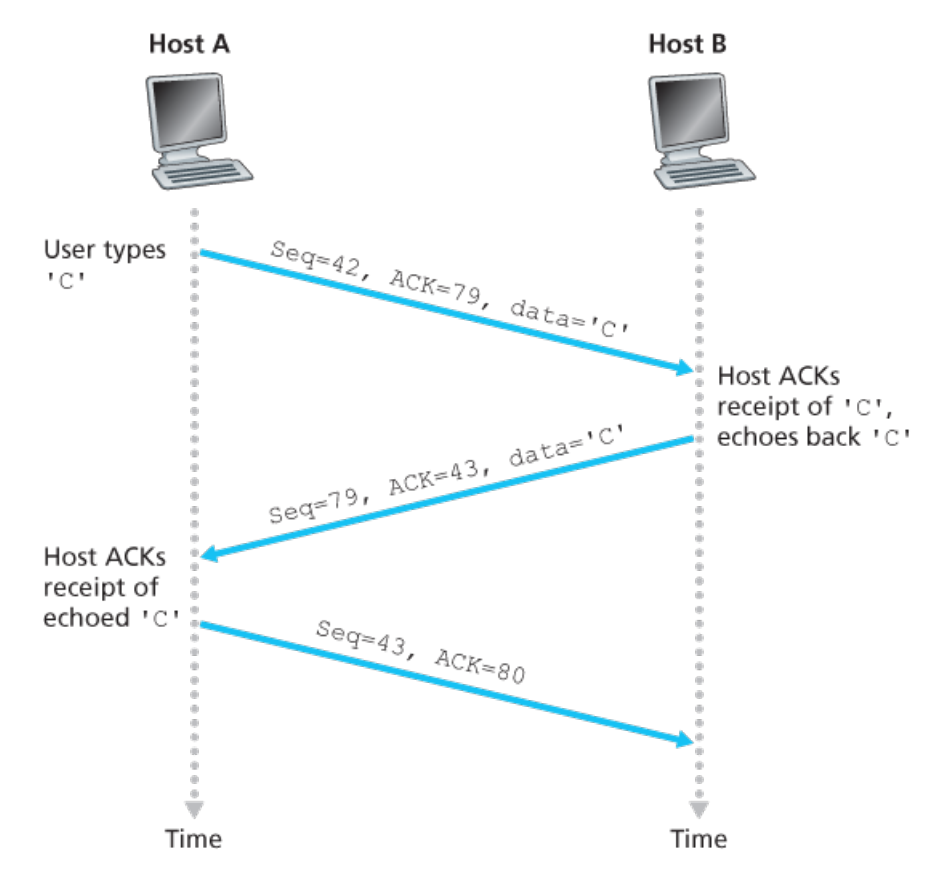 Host A
Host B
User types
'C'
Seq=42, ACK=79, data='C'
Host ACKs
receipt of 'C',
echoes back 'C'
Seq=79, ACK=43, data='C'
Host ACKs
receipt of
echoed 'C'
Seq=43, ACK=80
Time
Time